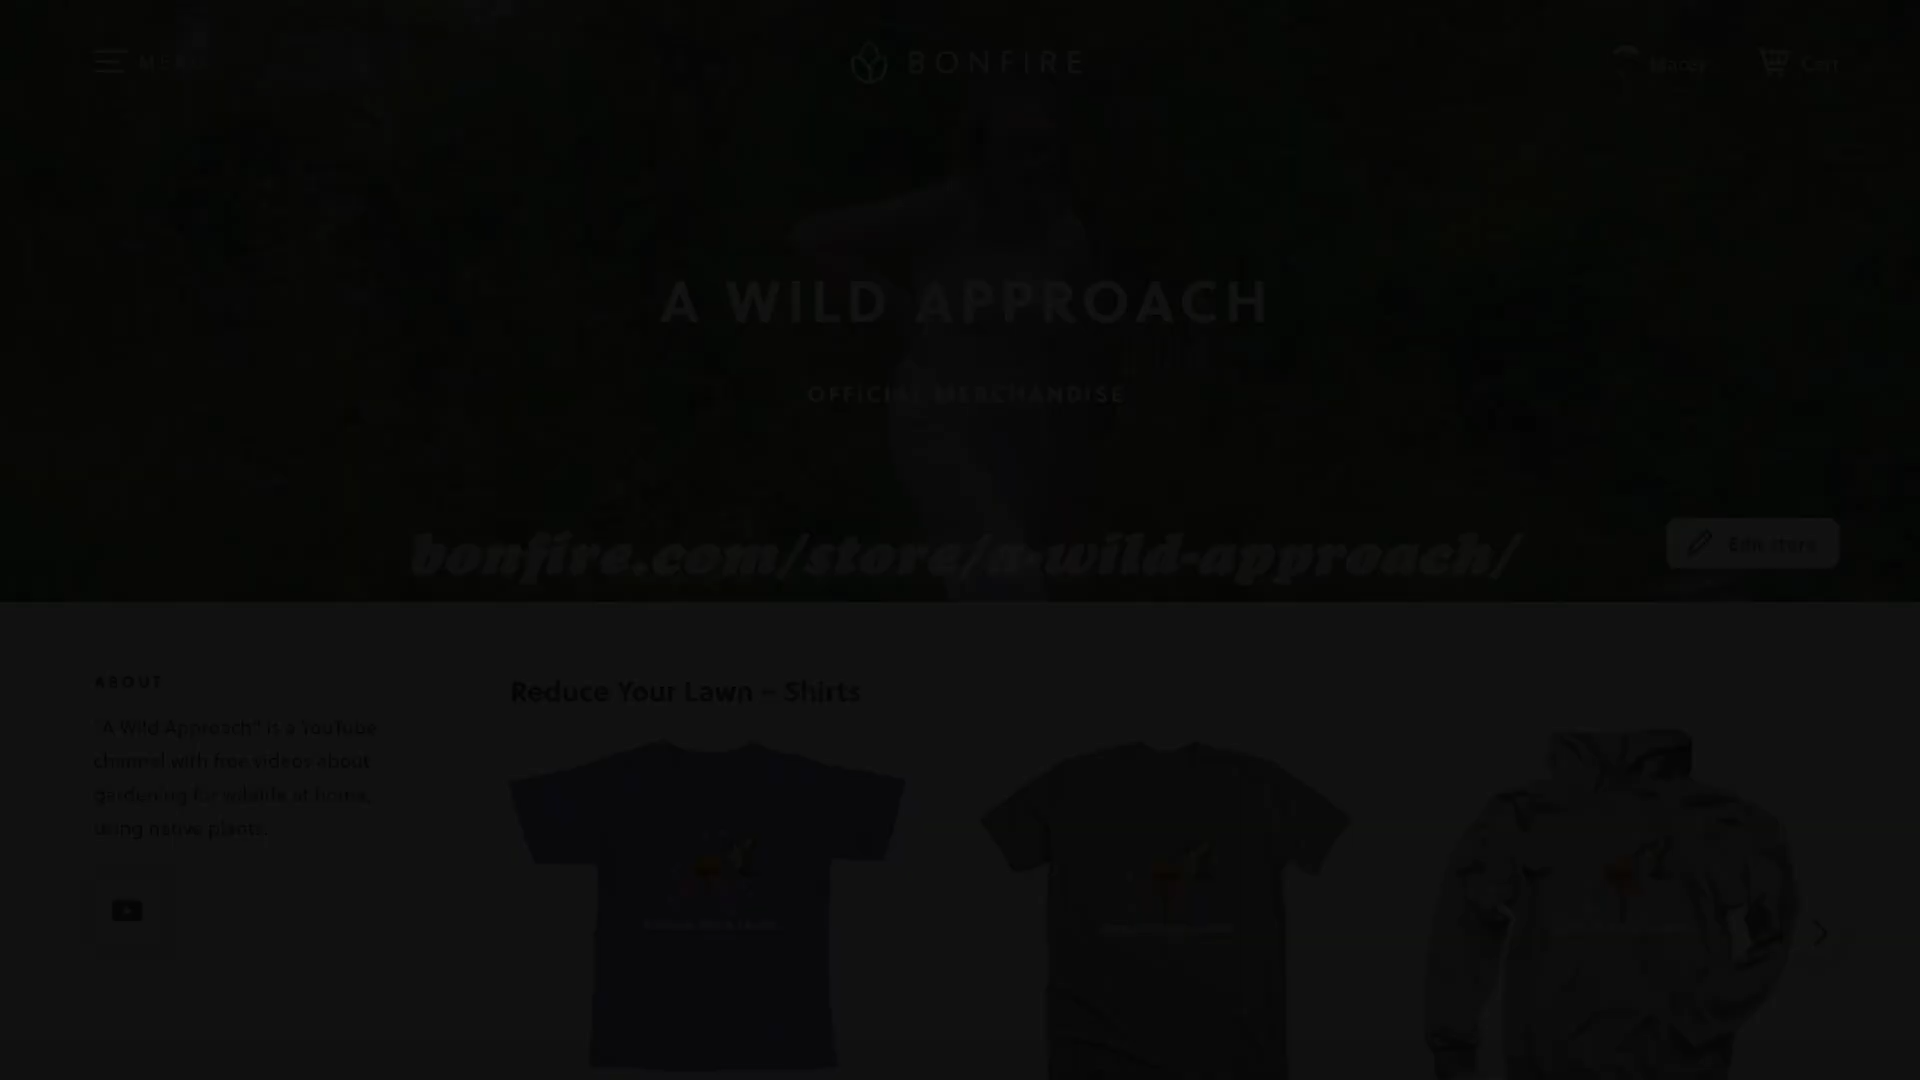 MENU
BONFIRE
Stacey
Cart
A WILD APPROACH
OFFICIAL MERCHANDISE
bonfire.com/store/a-wild-approach/
Edit store
ABOUT
"A Wild Approach" is a YouTube
channel with free videos about
gardening for wildlife at home,
using native plants.
Reduce Your Lawn – Shirts